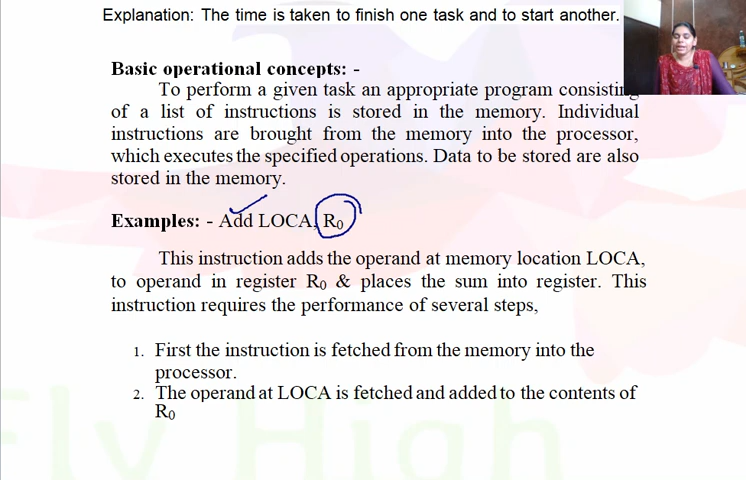 Explanation: The time is taken to finish one task and to start another.
Basic operational concepts: -
To perform a given task an appropriate program consisting
of a list of instructions is stored in the memory. Individual
instructions are brought from the memory into the processor,
which executes the specified operations. Data to be stored are also
stored in the memory.
Examples: - Add LOCA, R₀
This instruction adds the operand at memory location LOCA,
to operand in register R₀ & places the sum into register. This
instruction requires the performance of several steps,
1. First the instruction is fetched from the memory into the
processor.
2. The operand at LOCA is fetched and added to the contents of
R₀
Fly High